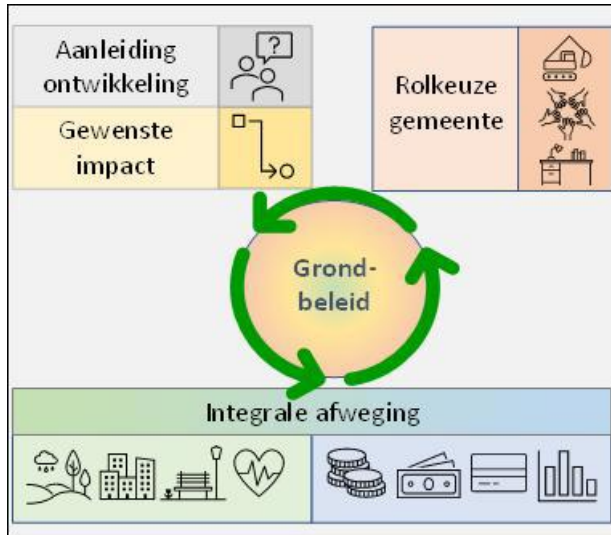 Aanleiding
ontwikkeling
?
Gewenste
impact
Rolkeuze
gemeente
Grond-
beleid
Integrale afweging